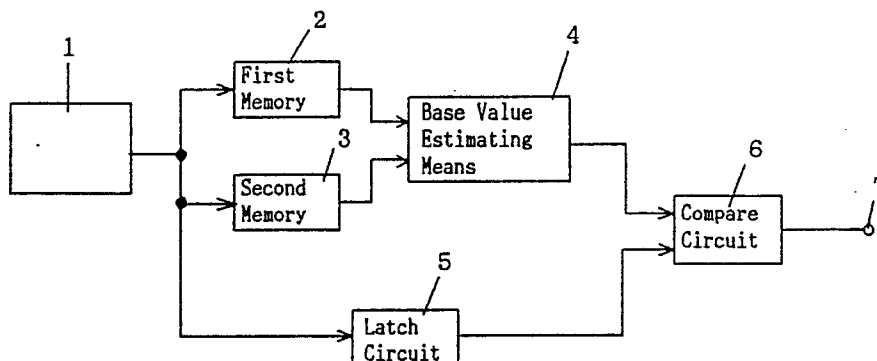 1
2
First
Memory
3
Second
Memory
4
Base Value
Estimating
Means
5
Latch
Circuit
6
Compare
Circuit